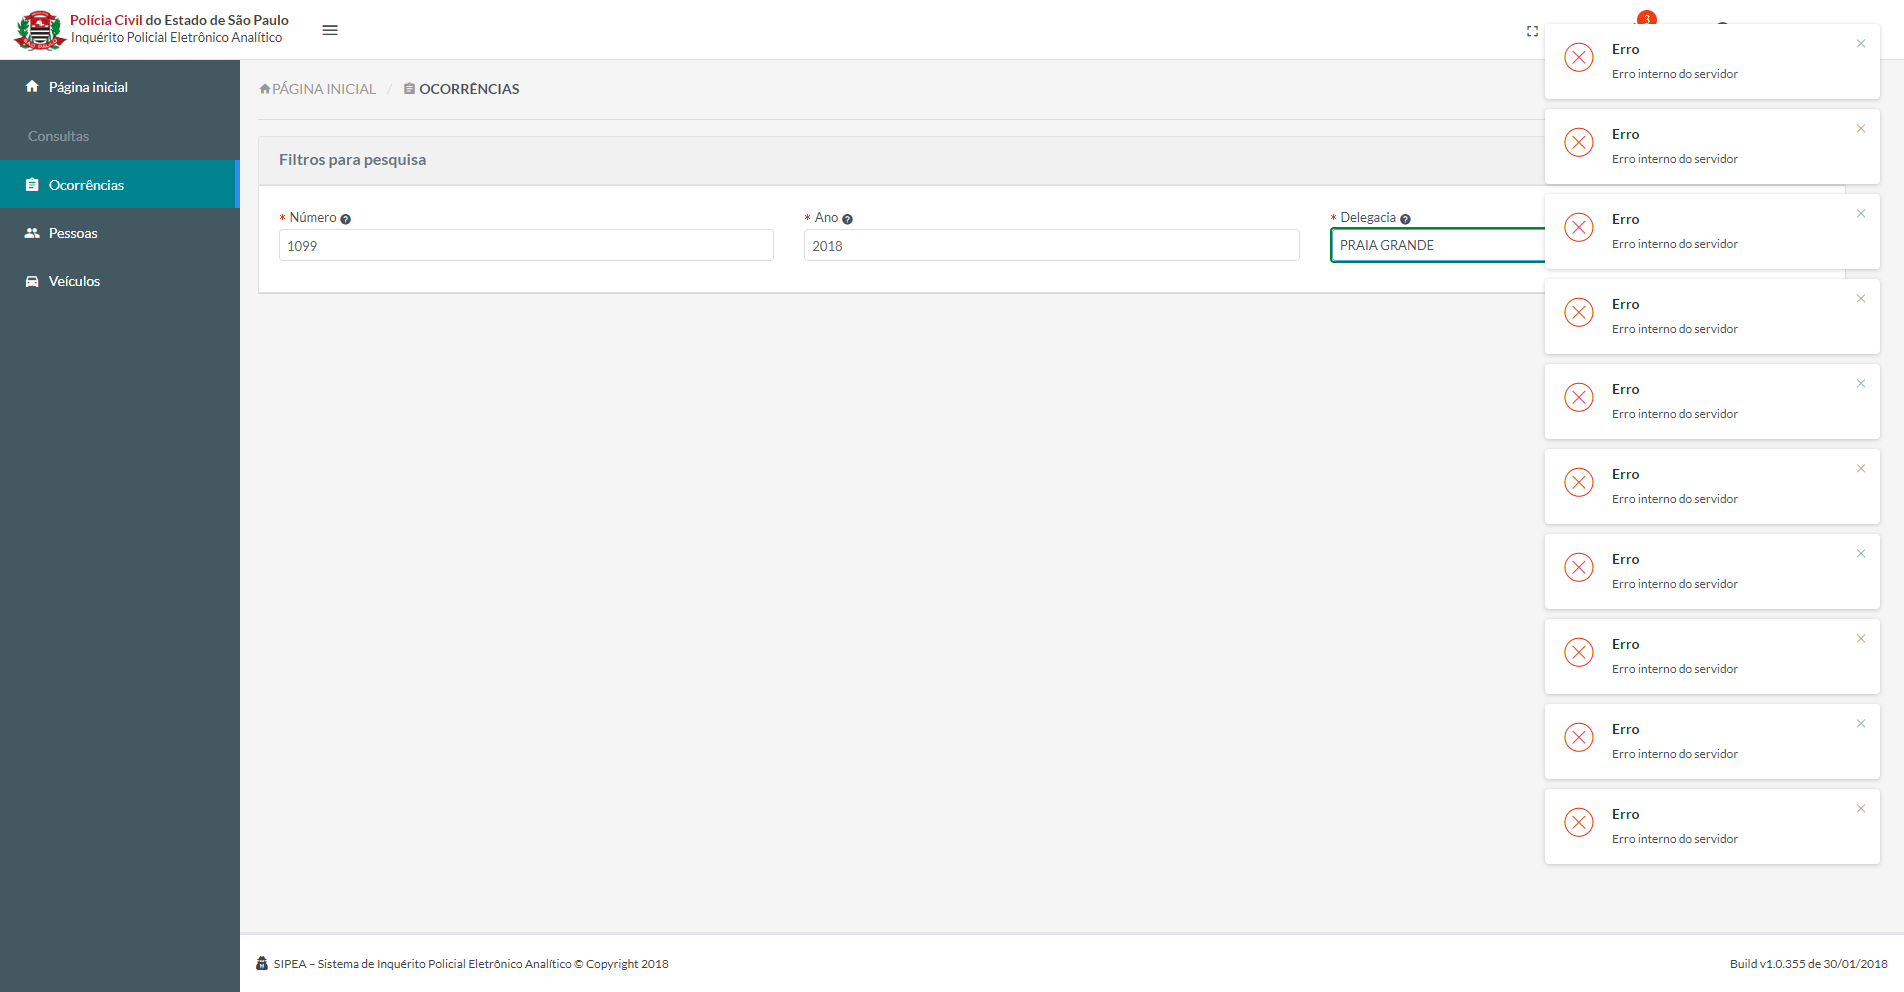 Polícia Civil do Estado de São Paulo
Inquérito Policial Eletrônico Analítico
3
Página inicial
Consultas
Ocorrências
Pessoas
Veículos
PÁGINA INICIAL / OCORRÊNCIAS
Filtros para pesquisa
* Número
1099
* Ano
2018
* Delegacia
PRAIA GRANDE
Erro
Erro interno do servidor
Erro
Erro interno do servidor
Erro
Erro interno do servidor
Erro
Erro interno do servidor
Erro
Erro interno do servidor
Erro
Erro interno do servidor
Erro
Erro interno do servidor
Erro
Erro interno do servidor
Erro
Erro interno do servidor
Erro
Erro interno do servidor
SIPEA – Sistema de Inquérito Policial Eletrônico Analítico © Copyright 2018
Build v1.0.355 de 30/01/2018